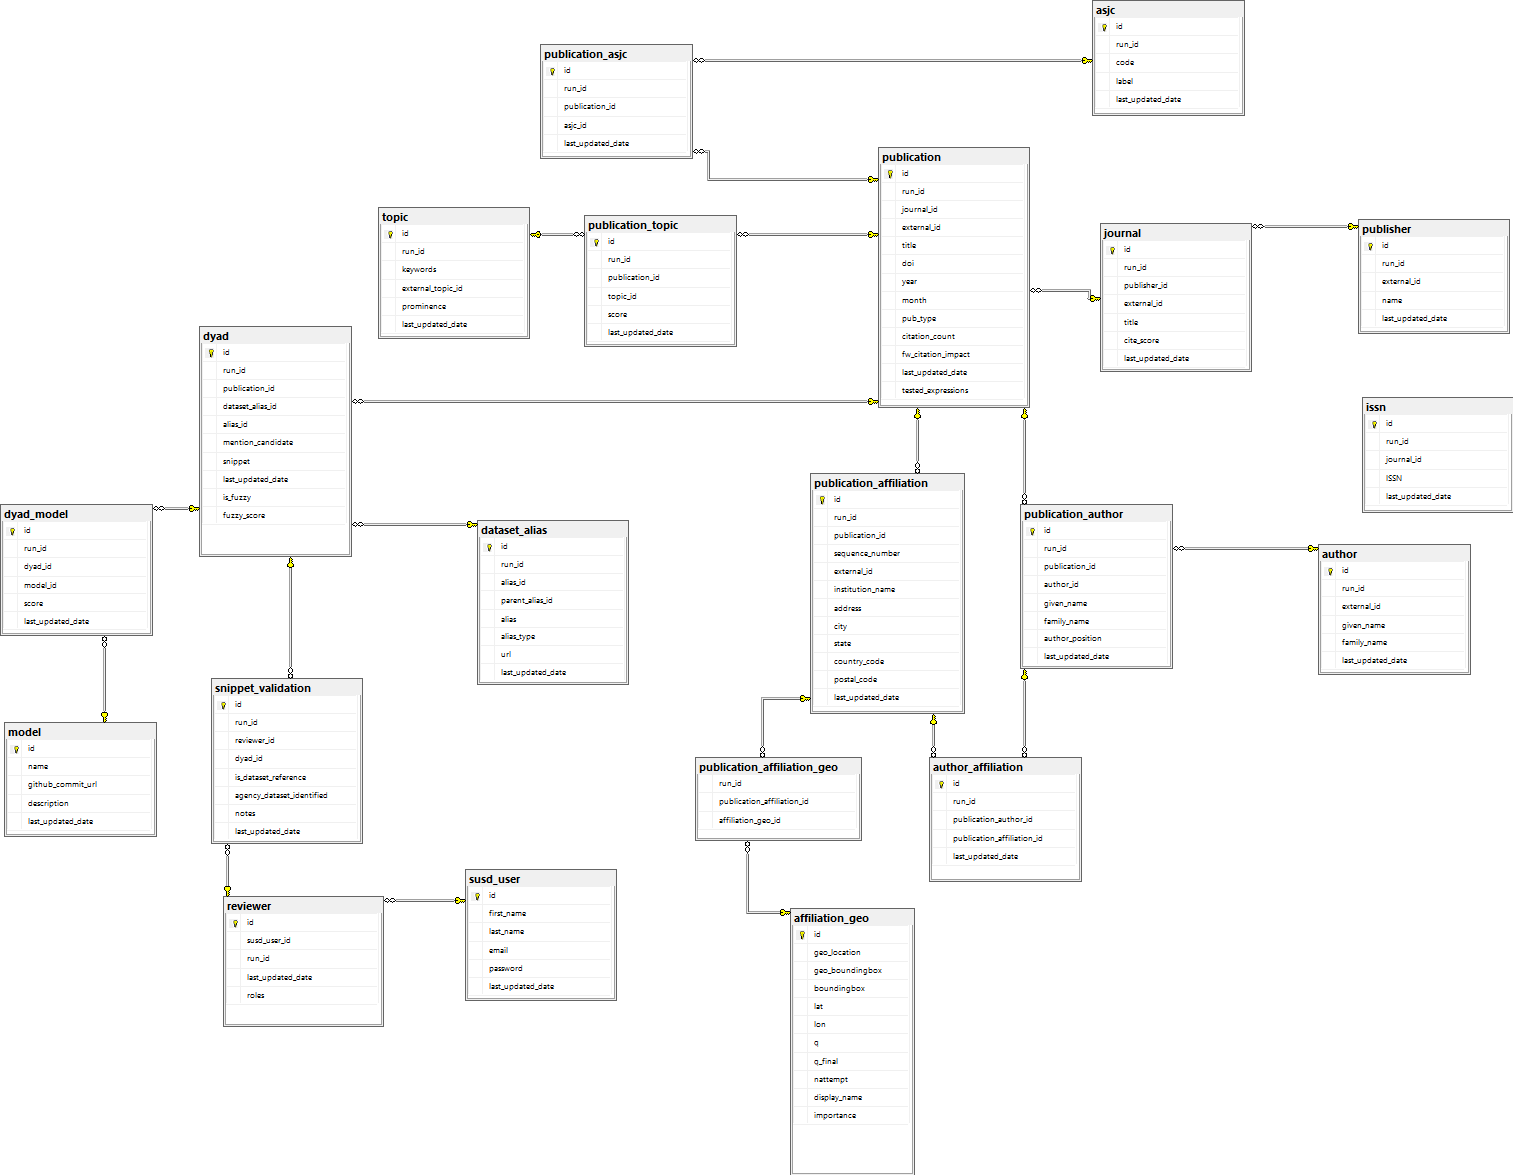 asjc
id
run_id
code
label
last_updated_date
publication_asjc
id
run_id
publication_id
asjc_id
last_updated_date
publication
id
run_id
journal_id
external_id
title
doi
year
month
pub_type
citation_count
fw_citation_impact
last_updated_date
tested_expressions
topic
id
run_id
keywords
external_topic_id
prominence
last_updated_date
publication_topic
id
run_id
publication_id
topic_id
score
last_updated_date
journal
id
run_id
publisher_id
external_id
title
cite_score
last_updated_date
publisher
id
run_id
external_id
name
last_updated_date
dyad
id
run_id
publication_id
dataset_alias_id
alias_id
mention_candidate
snippet
last_updated_date
is_fuzzy
fuzzy_score
issn
id
run_id
journal_id
ISSN
last_updated_date
dyad_model
id
run_id
dyad_id
model_id
score
last_updated_date
dataset_alias
id
run_id
alias_id
parent_alias_id
alias
alias_type
url
last_updated_date
publication_affiliation
id
run_id
publication_id
sequence_number
external_id
institution_name
address
city
state
country_code
postal_code
last_updated_date
publication_author
id
run_id
publication_id
author_id
given_name
family_name
author_position
last_updated_date
author
id
run_id
external_id
given_name
family_name
last_updated_date
snippet_validation
id
run_id
reviewer_id
dyad_id
is_dataset_reference
agency_dataset_identified
notes
last_updated_date
model
id
name
github_commit_url
description
last_updated_date
publication_affiliation_geo
run_id
publication_affiliation_id
affiliation_geo_id
author_affiliation
id
run_id
publication_author_id
publication_affiliation_id
last_updated_date
reviewer
id
susd_user_id
run_id
last_updated_date
roles
susd_user
id
first_name
last_name
email
password
last_updated_date
affiliation_geo
id
geo_location
geo_boundingbox
boundingbox
lat
lon
q
q_final
nattempt
display_name
importance